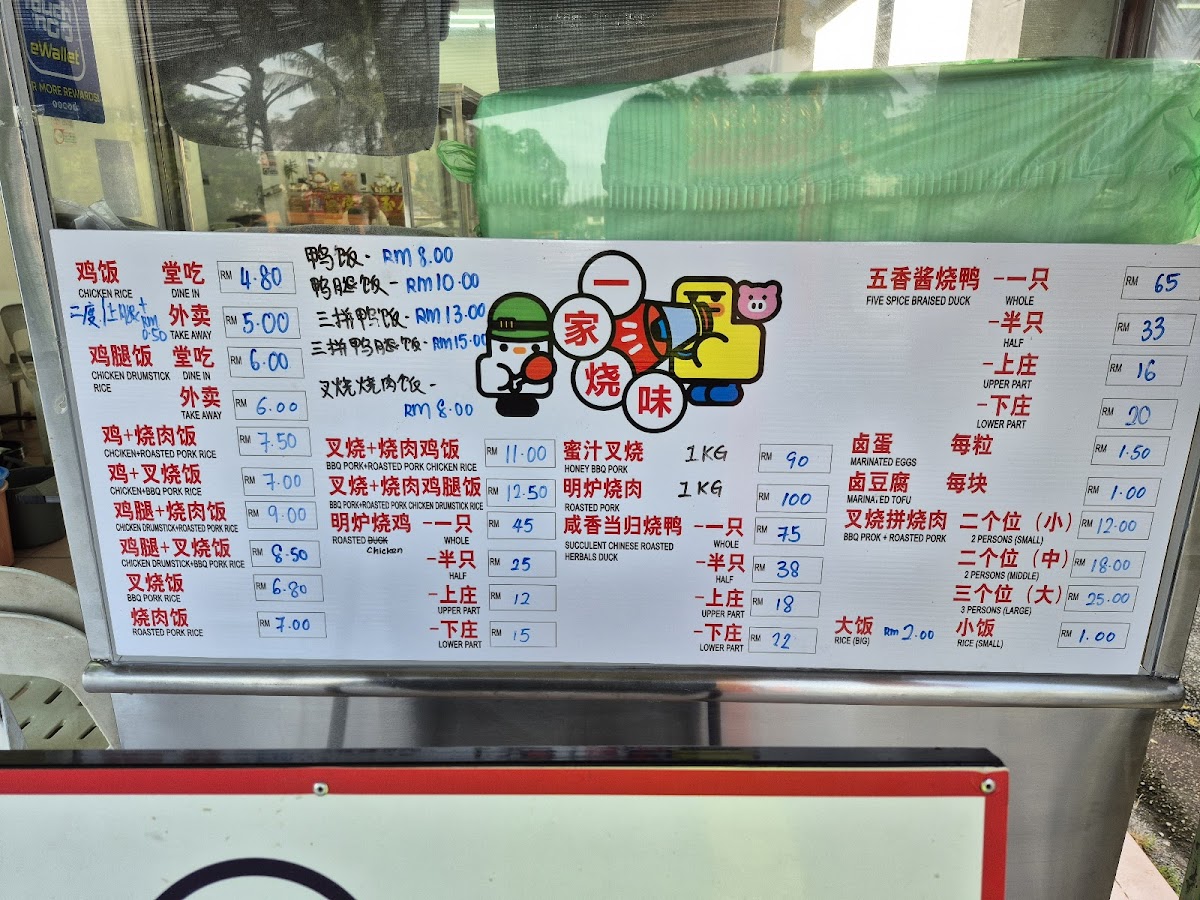 eWallet
MORE REWARDS
鸡饭 堂吃 RM 4.80
CHICKEN RICE DINE IN
外卖 RM 5.00
TAKE AWAY
RM 0.50
鸡腿饭 堂吃 RM 6.00
CHICKEN DRUMSTICK RICE DINE IN
外卖 RM 6.00
TAKE AWAY
鸡+烧肉饭 RM 7.50
CHCIKEN+ROASTED PORK RICE
鸡+叉烧饭 RM 7.00
CHICKEN+BBQ PORK RICE
鸡腿+烧肉饭 RM 9.00
CHICKEN DRUMSTICK+ROASTED PORK RICE
鸡腿+叉烧饭 RM 8.50
CHICKEN DRUMSTICK+BBQ PORK RICE
叉烧饭 RM 6.80
BBQ PORK RICE
烧肉饭 RM 7.00
ROASTED PORK RICE
鸭饭- RM 8.00
鸭腿饭- RM 10.00
三拼鸭饭- RM 13.00
三拼鸭腿饭- RM 15.00
叉烧烧肉饭-
RM 8.00
一家烧味
叉烧+烧肉鸡饭 RM 11.00
BBQ PORK+ROASTED PORK CHICKEN RICE
叉烧+烧肉鸡腿饭 RM 12.50
BBQ PORK+ROASTED PORK CHICKEN DRUMSTICK RICE
明炉烧鸡 -一只 RM 45
ROASTED DUCK WHOLE
Chicken
-半只 RM 25
HALF
-上庄 RM 12
UPPER PART
-下庄 RM 15
LOWER PART
蜜汁叉烧 1KG RM 90
HONEY BBQ PORK
明炉烧肉 1KG RM 100
ROASTED PORK
咸香当归烧鸭 -一只 RM 75
SUCCULENT CHINESE ROASTED HERBALS DUCK WHOLE
-半只 RM 38
HALF
-上庄 RM 18
UPPER PART
-下庄 RM 22
LOWER PART
五香酱烧鸭 -一只 RM 65
FIVE SPICE BRAISED DUCK WHOLE
-半只 RM 33
HALF
-上庄 RM 16
UPPER PART
-下庄 RM 20
LOWER PART
卤蛋 每粒 RM 1.50
MARINATED EGGS
卤豆腐 每块 RM 1.00
MARINATED TOFU
叉烧拼烧肉 二个位（小） RM 12.00
BBQ PROK + ROASTED PORK 2 PERSONS (SMALL)
二个位（中） RM 18.00
2 PERSONS (MIDDLE)
三个位（大） RM 25.00
3 PERSONS (LARGE)
大饭 RM 2.00 小饭 RM 1.00
RICE (BIG) RICE (SMALL)